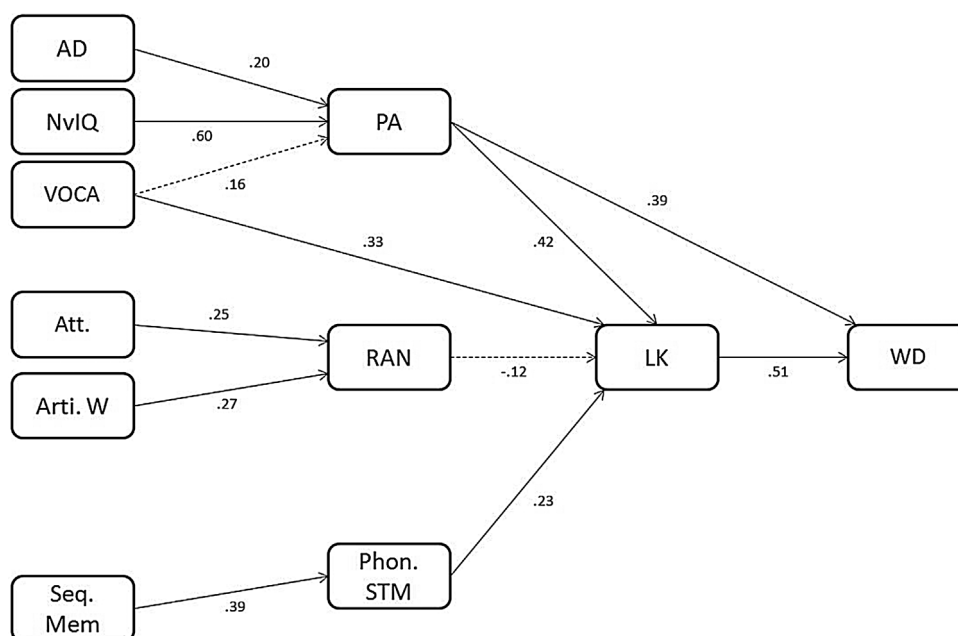 AD
.20
NvIQ
.60
PA
VOCA
.16
.39
.33
.42
Att.
.25
RAN
-.12
LK
.51
WD
Arti. W
.27
.23
Phon.
STM
Seq.
Mem
.39